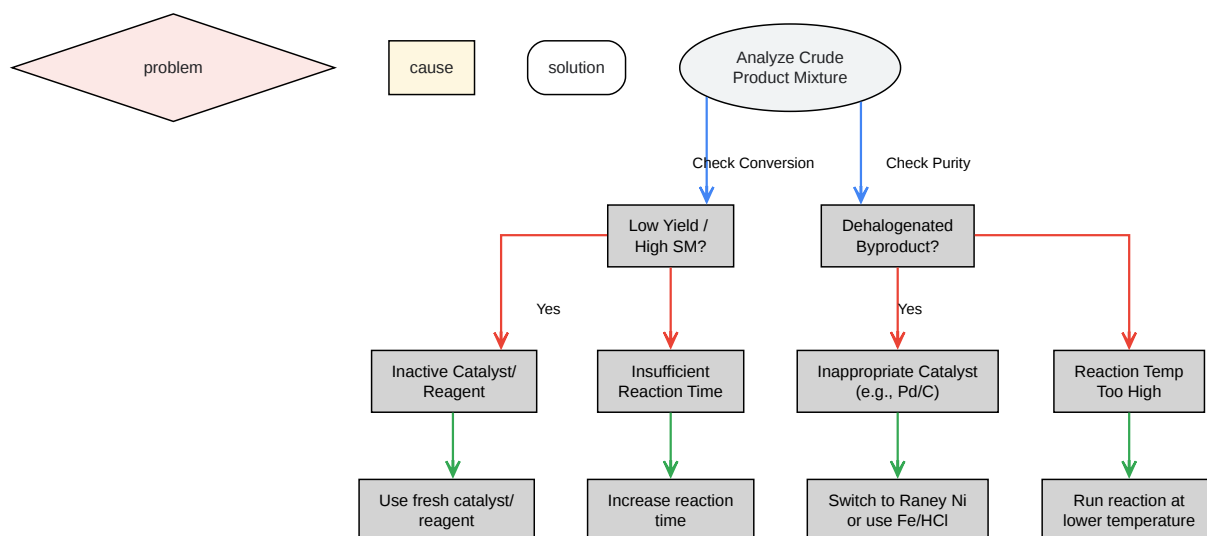 problem
cause
solution
Analyze Crude
Product Mixture
Check Conversion
Check Purity
Low Yield /
High SM?
Dehalogenated
Byproduct?
Yes
Yes
Inactive Catalyst/
Reagent
Insufficient
Reaction Time
Inappropriate Catalyst
(e.g., Pd/C)
Reaction Temp
Too High
Use fresh catalyst/
reagent
Increase reaction
time
Switch to Raney Ni
or use Fe/HCl
Run reaction at
lower temperature